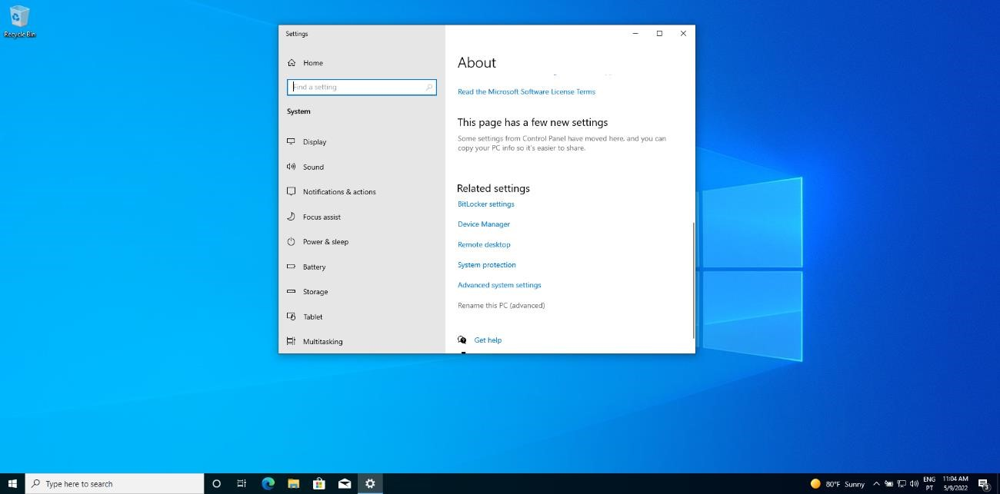 Recycle Bin
Settings
Home
Find a setting
System
Display
Sound
Notifications & actions
Focus assist
Power & sleep
Battery
Storage
Tablet
Multitasking
About
Read the Microsoft Software License Terms
This page has a few new settings
Some settings from Control Panel have moved here, and you can
copy your PC info so it's easier to share.
Related settings
BitLocker settings
Device Manager
Remote desktop
System protection
Advanced system settings
Rename this PC (advanced)
Get help
Type here to search
80°F Sunny
ENG
PT
11:04 AM
5/9/2022
3